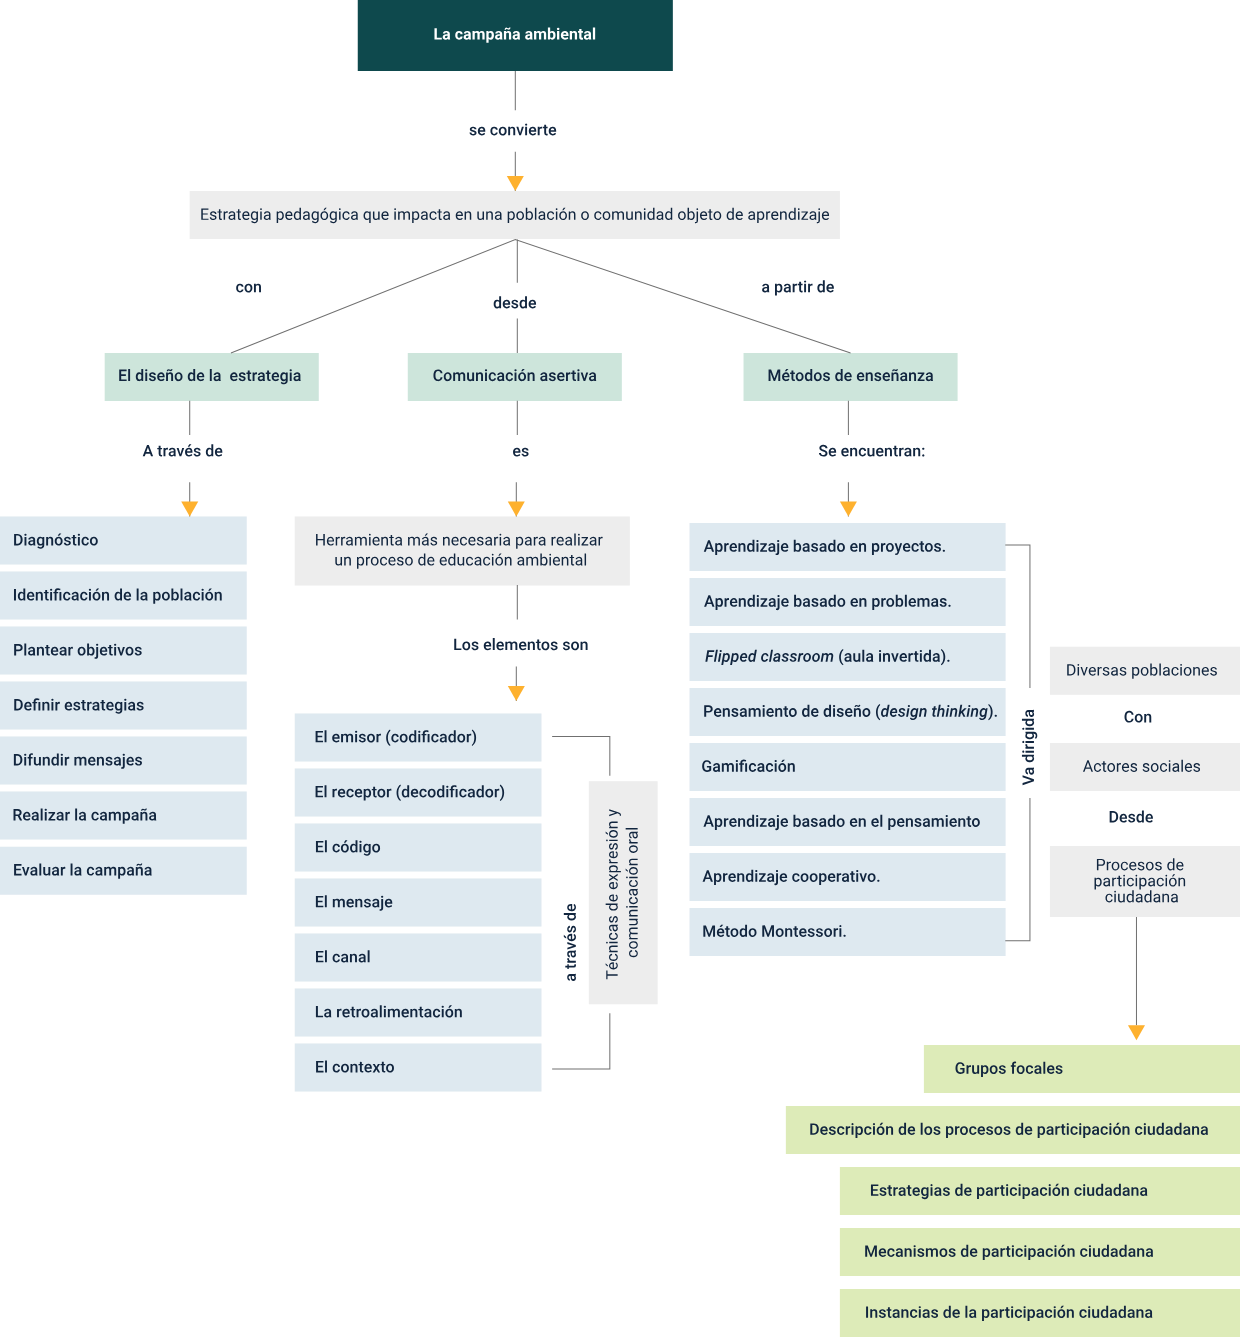 La campaña ambiental
se convierte
Estrategia pedagógica que impacta en una población o comunidad objeto de aprendizaje
con
desde
a partir de
El diseño de la estrategia
Comunicación asertiva
Métodos de enseñanza
A través de
es
Se encuentran:
Diagnóstico
Identificación de la población
Plantear objetivos
Definir estrategias
Difundir mensajes
Realizar la campaña
Evaluar la campaña
Herramienta más necesaria para realizar
un proceso de educación ambiental
Los elementos son
El emisor (codificador)
El receptor (decodificador)
El código
El mensaje
El canal
La retroalimentación
El contexto
a través de
Técnicas de expresión y
comunicación oral
Aprendizaje basado en proyectos.
Aprendizaje basado en problemas.
Flipped classroom (aula invertida).
Pensamiento de diseño (design thinking).
Gamificación
Aprendizaje basado en el pensamiento
Aprendizaje cooperativo.
Método Montessori.
Va dirigida
Diversas poblaciones
Con
Actores sociales
Desde
Procesos de
participación
ciudadana
Grupos focales
Descripción de los procesos de participación ciudadana
Estrategias de participación ciudadana
Mecanismos de participación ciudadana
Instancias de la participación ciudadana